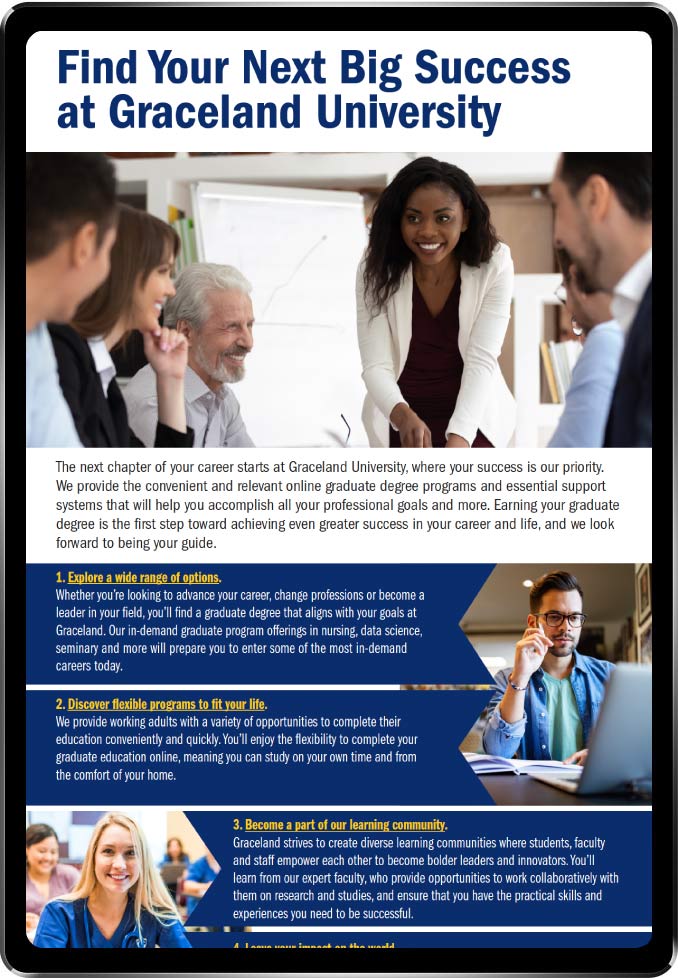 Find Your Next Big Success
at Graceland University
The next chapter of your career starts at Graceland University, where your success is our priority.
We provide the convenient and relevant online graduate degree programs and essential support
systems that will help you accomplish all your professional goals and more. Earning your graduate
degree is the first step toward achieving even greater success in your career and life, and we look
forward to being your guide.
1. Explore a wide range of options.
Whether you're looking to advance your career, change professions or become a
leader in your field, you'll find a graduate degree that aligns with your goals at
Graceland. Our in-demand graduate program offerings in nursing, data science,
seminary and more will prepare you to enter some of the most in-demand
careers today.
2. Discover flexible programs to fit your life.
We provide working adults with a variety of opportunities to complete their
education conveniently and quickly. You'll enjoy the flexibility to complete your
graduate education online, meaning you can study on your own time and from
the comfort of your home.
3. Become a part of our learning community.
Graceland strives to create diverse learning communities where students, faculty
and staff empower each other to become bolder leaders and innovators. You'll
learn from our expert faculty, who provide opportunities to work collaboratively with
them on research and studies, and ensure that you have the practical skills and
experiences you need to be successful.
4. Leave your impact on the world.